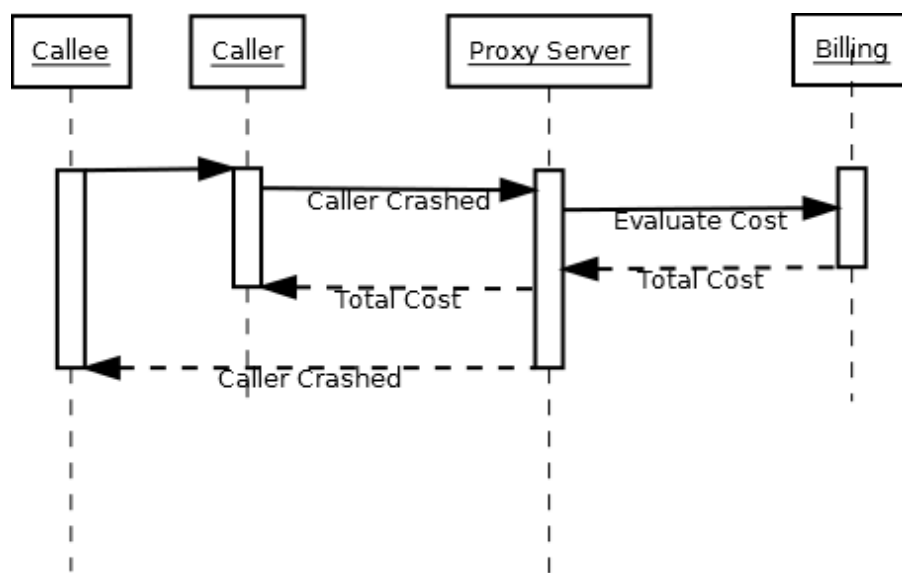 Callee
Caller
Proxy Server
Billing
Caller Crashed
Evaluate Cost
Total Cost
Total Cost
Caller Crashed